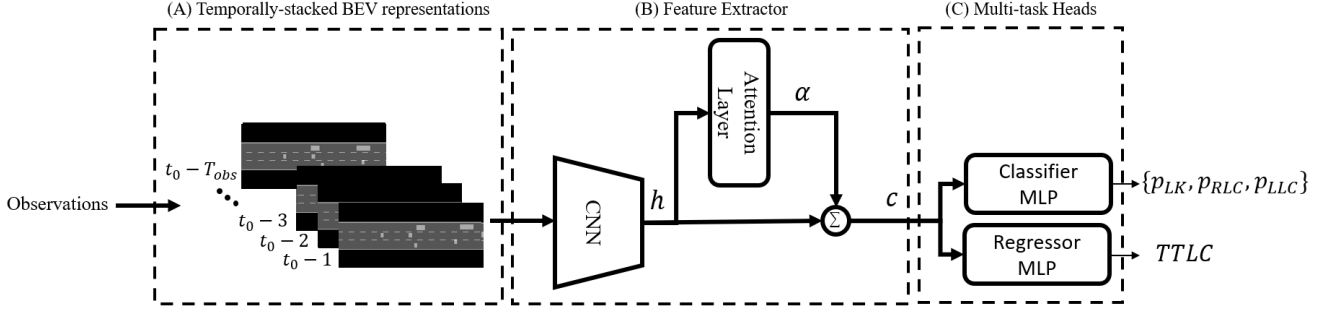 (A) Temporally-stacked BEV representations
(B) Feature Extractor
(C) Multi-task Heads
Observations
t₀ − T_obs
t₀ − 3
t₀ − 2
t₀ − 1
CNN
h
Attention
Layer
α
Σ
c
Classifier
MLP
{p_LK, p_RLC, p_LLC}
Regressor
MLP
TTLC